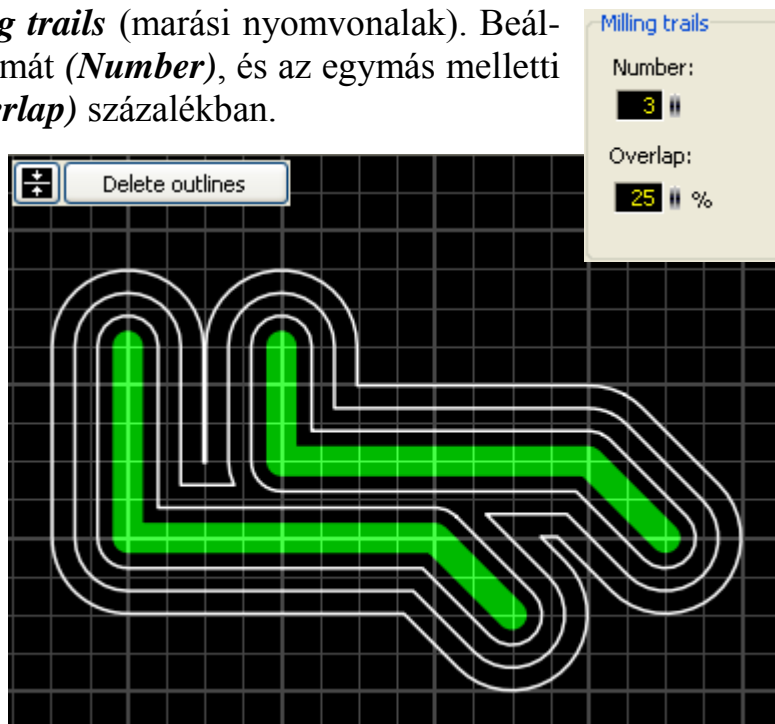 g trails (marási nyomvonalak). Beál-
mát (Number), és az egymás melletti
erlap) százalékban.
Milling trails
Number:
3
Overlap:
25 %
Delete outlines